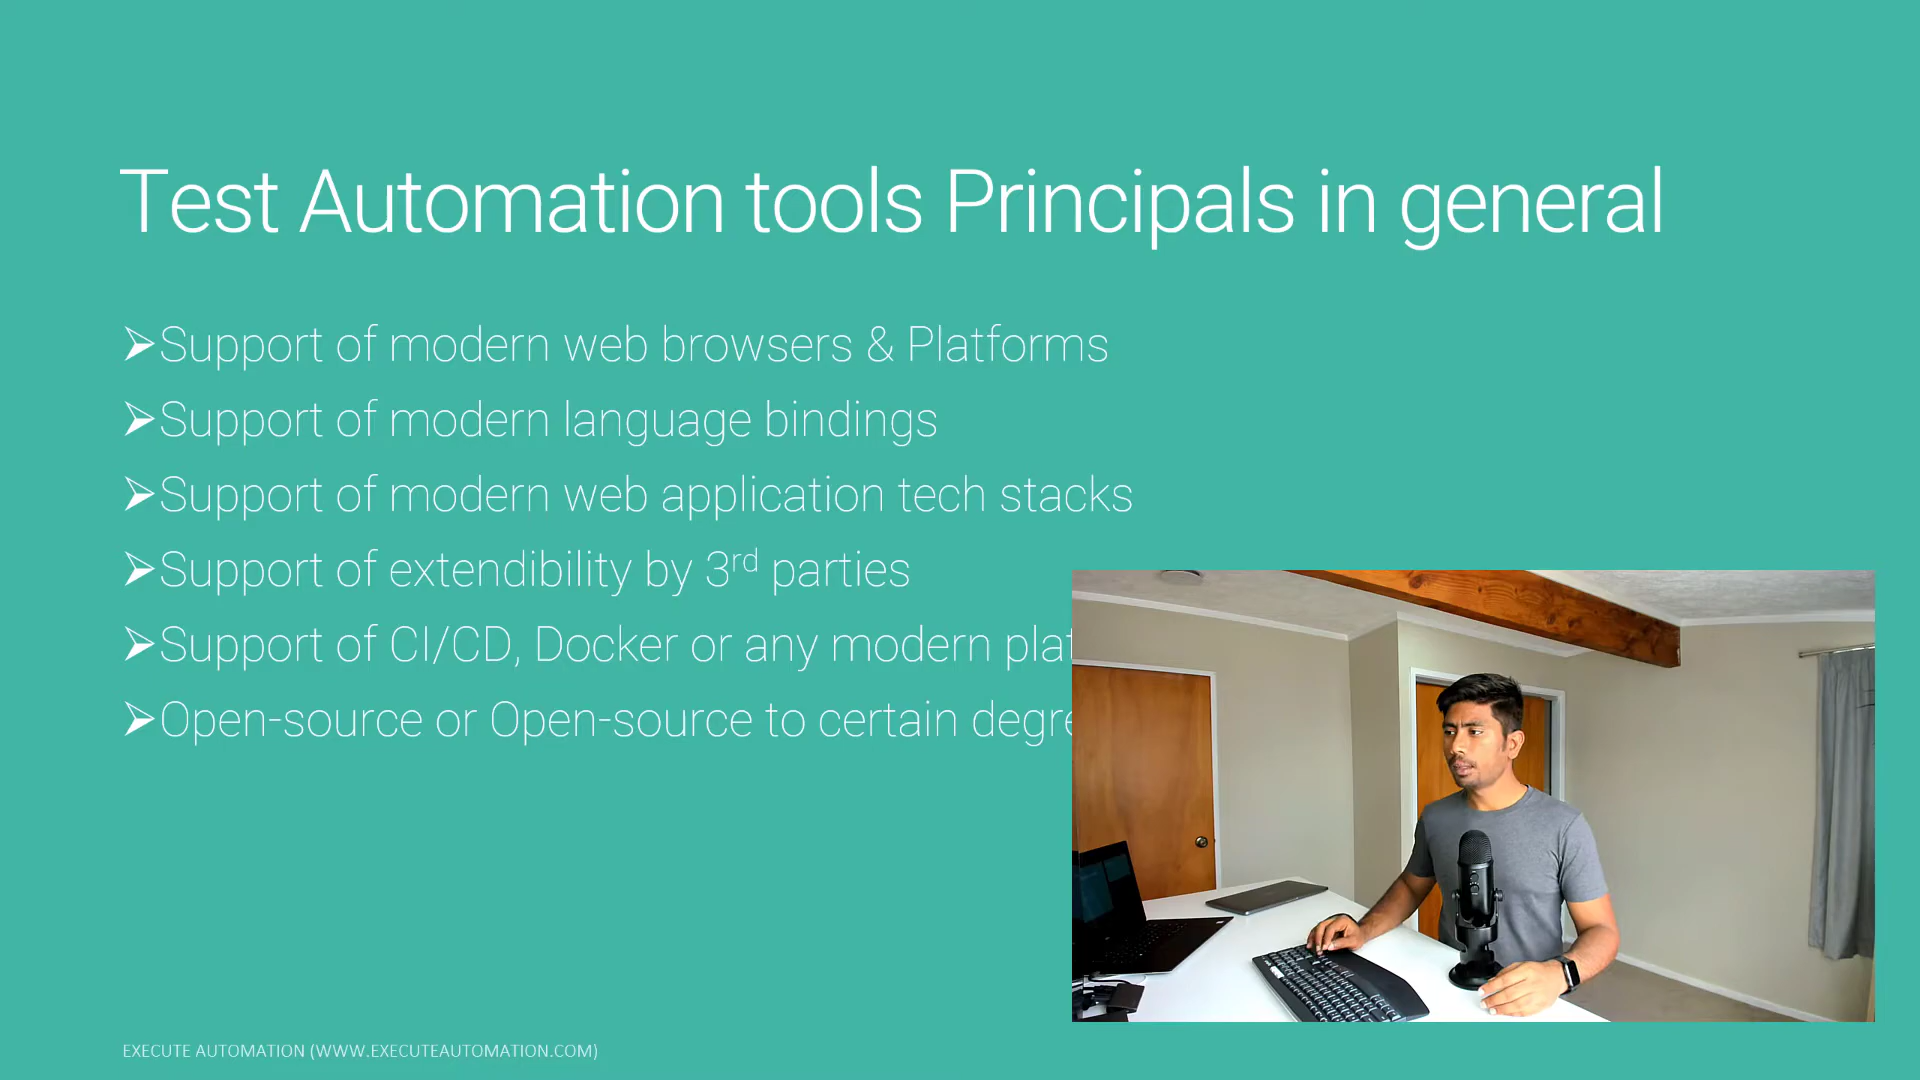 Test Automation tools Principals in general
➤Support of modern web browsers & Platforms
➤Support of modern language bindings
➤Support of modern web application tech stacks
➤Support of extendibility by 3rd parties
➤Support of CI/CD, Docker or any modern
➤Open-source or Open-source to certain
EXECUTE AUTOMATION (WWW.EXECUTEAUTOMATION.COM)